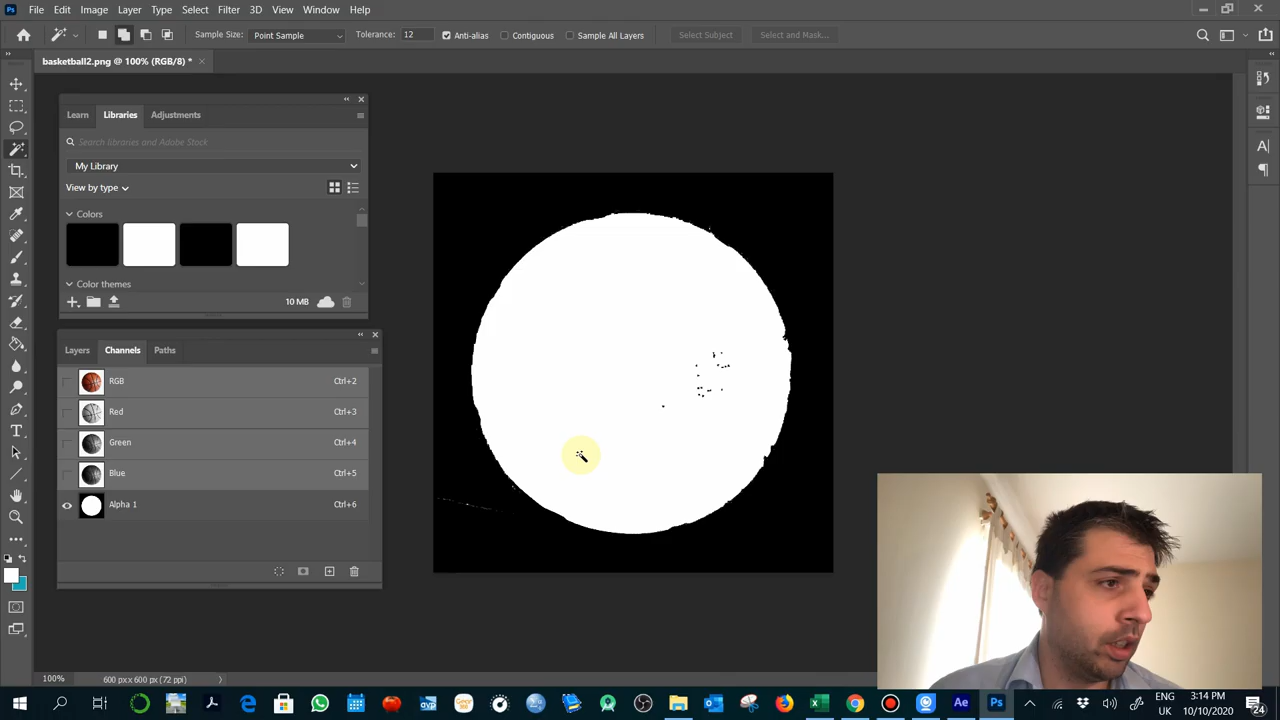 Ps File Edit Image Layer Type Select Filter 3D View Window Help
Sample Size: Point Sample Tolerance: 12 Anti-alias Contiguous Sample All Layers Select Subject Select and Mask...
basketball2.png @ 100% (RGB/8) *
Learn Libraries Adjustments
Search libraries and Adobe Stock
My Library
View by type
Colors
Color themes
10 MB
Layers Channels Paths
RGB Ctrl+2
Red Ctrl+3
Green Ctrl+4
Blue Ctrl+5
Alpha 1 Ctrl+6
100% 600 px x 600 px (72 ppi)
ENG 3:14 PM
UK 10/10/2020
24